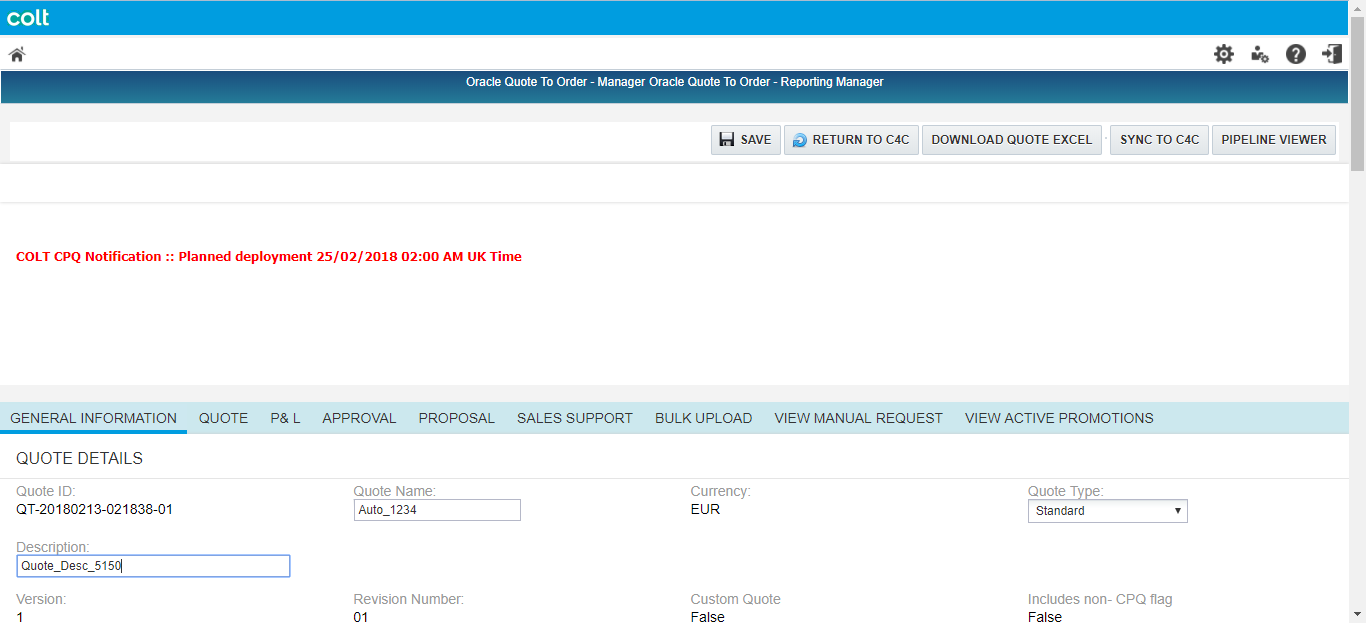 colt
Oracle Quote To Order - Manager Oracle Quote To Order - Reporting Manager
SAVE RETURN TO C4C DOWNLOAD QUOTE EXCEL SYNC TO C4C PIPELINE VIEWER
COLT CPQ Notification :: Planned deployment 25/02/2018 02:00 AM UK Time
GENERAL INFORMATION QUOTE P& L APPROVAL PROPOSAL SALES SUPPORT BULK UPLOAD VIEW MANUAL REQUEST VIEW ACTIVE PROMOTIONS
QUOTE DETAILS
Quote ID: Quote Name: Currency: Quote Type:
QT-20180213-021838-01 Auto_1234 EUR Standard
Description:
Quote_Desc_5150
Version: Revision Number: Custom Quote Includes non- CPQ flag
1 01 False False